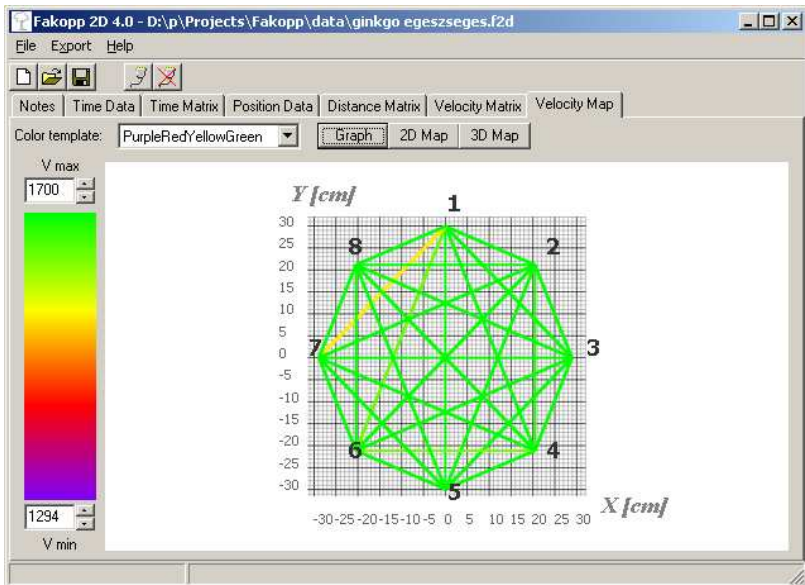 Fakopp 2D 4.0 - D:\p\Projects\Fakopp\data\ginkgo egeszseges.f2d
File Export Help
Notes Time Data Time Matrix Position Data Distance Matrix Velocity Matrix Velocity Map
Color template: PurpleRedYellowGreen Graph 2D Map 3D Map
V max
1700
Y [cm]
1
30
25
8
2
20
15
10
5
0
7
3
-5
-10
-15
-20
6
4
-25
-30
5
X [cm]
-30 -25 -20 -15 -10 -5 0 5 10 15 20 25 30
1294
V min